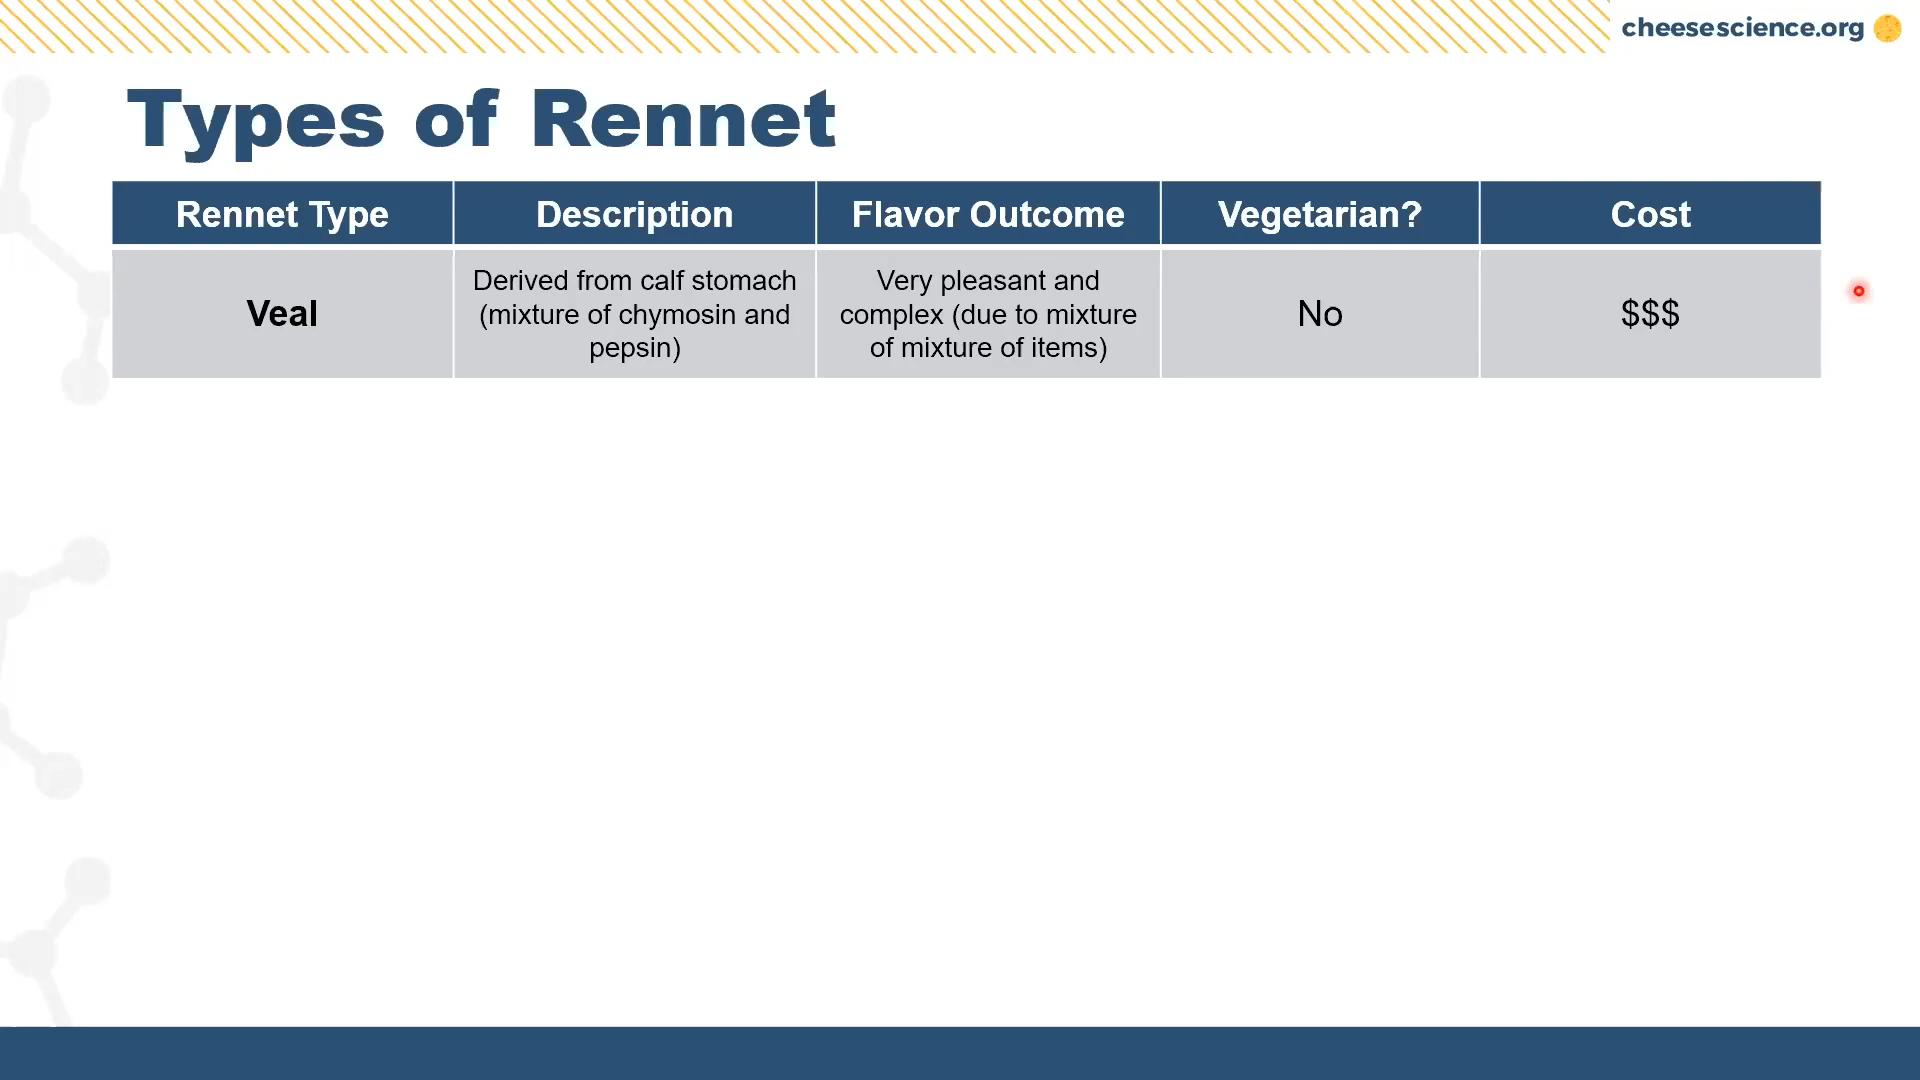 cheesescience.org
Types of Rennet
Rennet Type
Description
Flavor Outcome
Vegetarian?
Cost
Veal
Derived from calf stomach
(mixture of chymosin and
pepsin)
Very pleasant and
complex (due to mixture
of mixture of items)
No
$$$